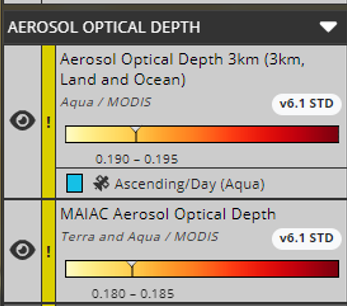 AEROSOL OPTICAL DEPTH
Aerosol Optical Depth 3km (3km,
Land and Ocean)
Aqua / MODIS
v6.1 STD
!
0.190 – 0.195
Ascending/Day (Aqua)
MAIAC Aerosol Optical Depth
Terra and Aqua / MODIS
v6.1 STD
!
0.180 – 0.185